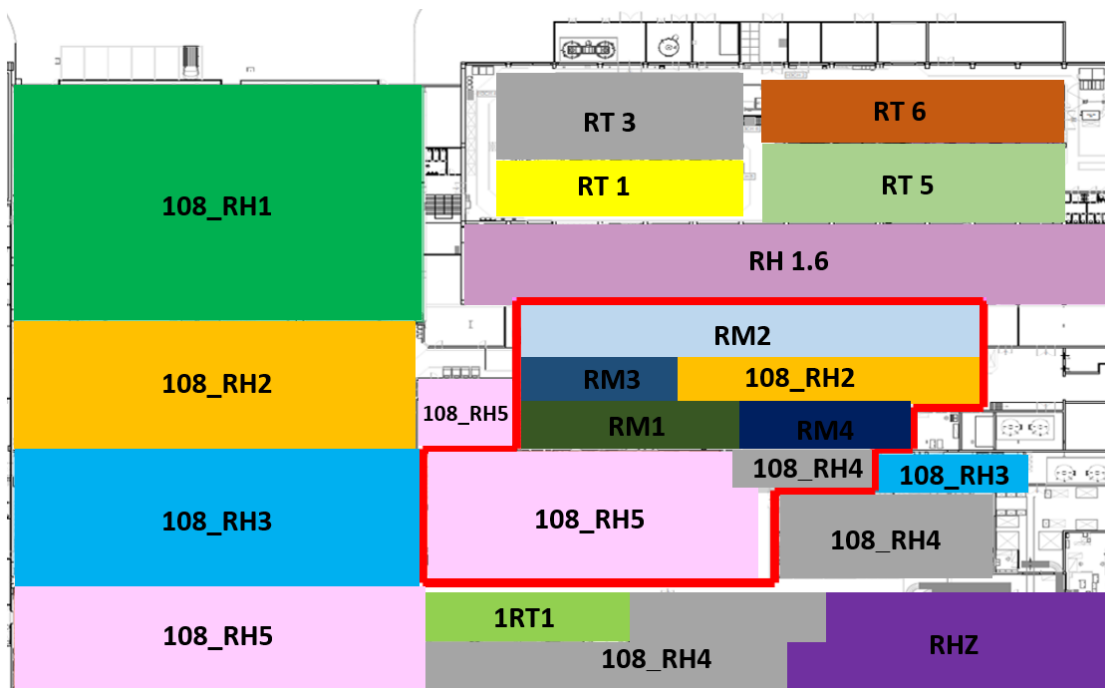 RT 3
RT 6
RT 1
RT 5
108_RH1
RH 1.6
RM2
108_RH2
RM3
108_RH2
108_RH5
RM1
RM4
108_RH4
108_RH3
108_RH3
108_RH5
108_RH4
1RT1
108_RH5
108_RH4
RHZ